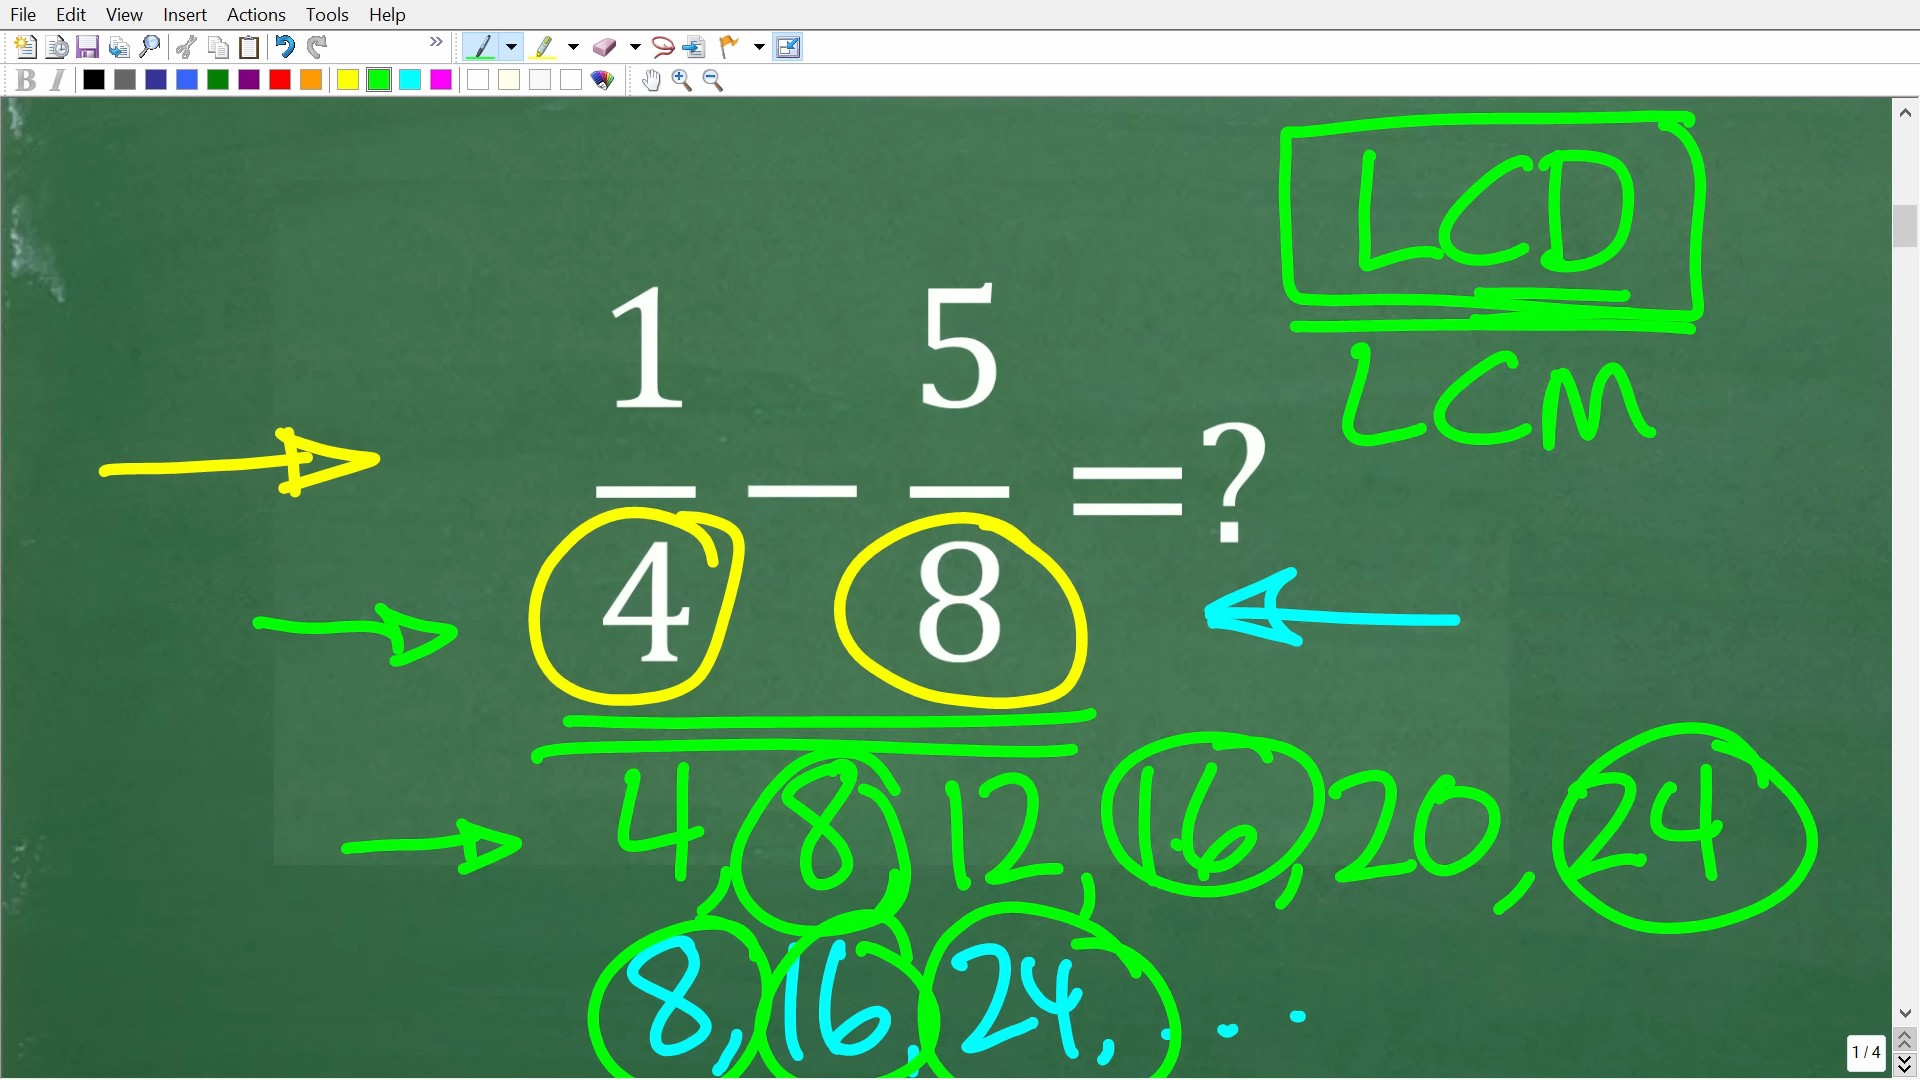 File Edit View Insert Actions Tools Help
B I
LCD
LCM
1/4 − 5/8 = ?
4, 8 12, 16, 20, 24
8, 16, 24, ...
1 / 4